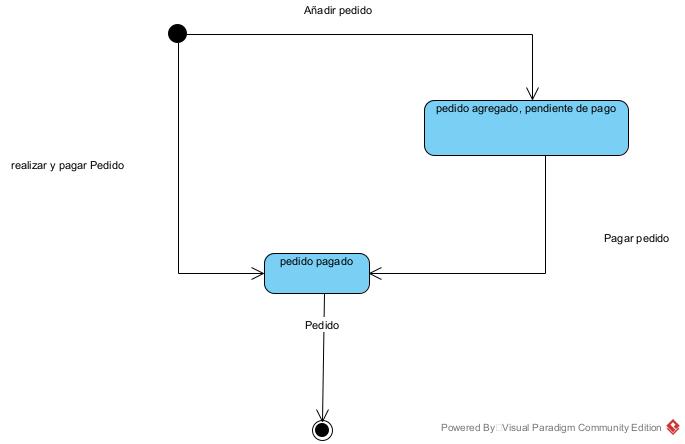 Añadir pedido
pedido agregado, pendiente de pago
realizar y pagar Pedido
Pagar pedido
pedido pagado
Pedido
Powered By Visual Paradigm Community Edition